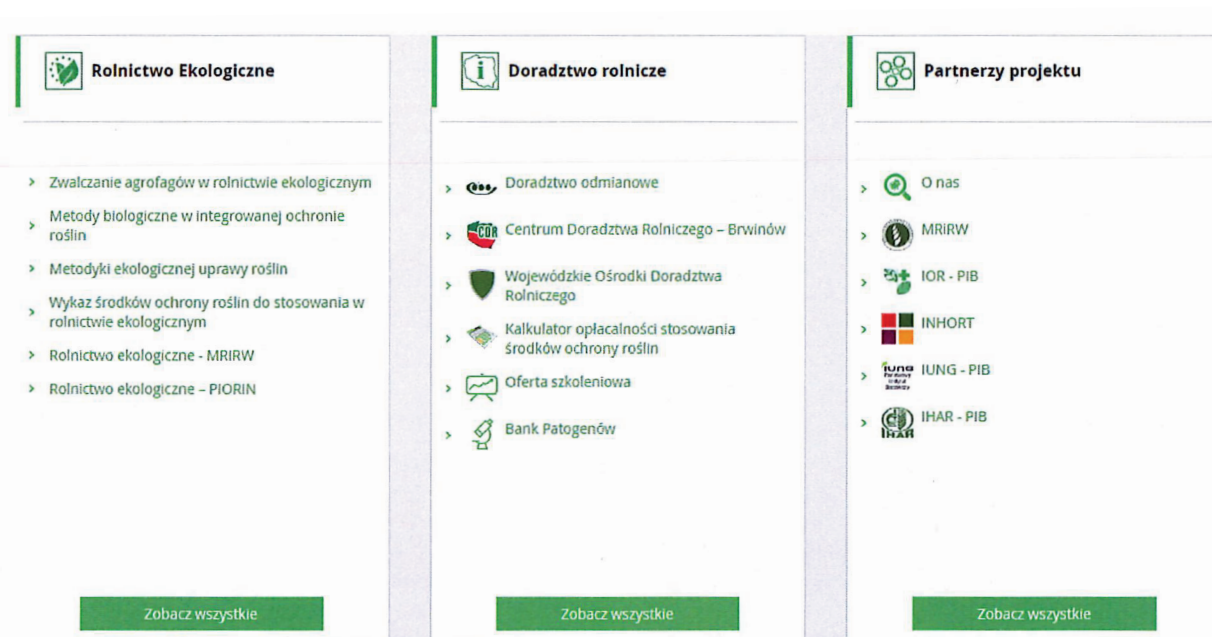 Rolnictwo Ekologiczne
Zwalczanie agrofagów w rolnictwie ekologicznym
Metody biologiczne w integrowanej ochronie
roślin
Metodyki ekologicznej uprawy roślin
Wykaz środków ochrony roślin do stosowania w
rolnictwie ekologicznym
Rolnictwo ekologiczne - MRIRW
Rolnictwo ekologiczne – PIORIN
Zobacz wszystkie
Doradztwo rolnicze
Doradztwo odmianowe
CDR Centrum Doradztwa Rolniczego – Brwinów
Wojewódzkie Ośrodki Doradztwa
Rolniczego
Kalkulator opłacalności stosowania
środków ochrony roślin
Oferta szkoleniowa
Bank Patogenów
Zobacz wszystkie
Partnerzy projektu
O nas
MRiRW
IOR - PIB
INHORT
iung IUNG - PIB
IHAR - PIB
IHAR
Zobacz wszystkie